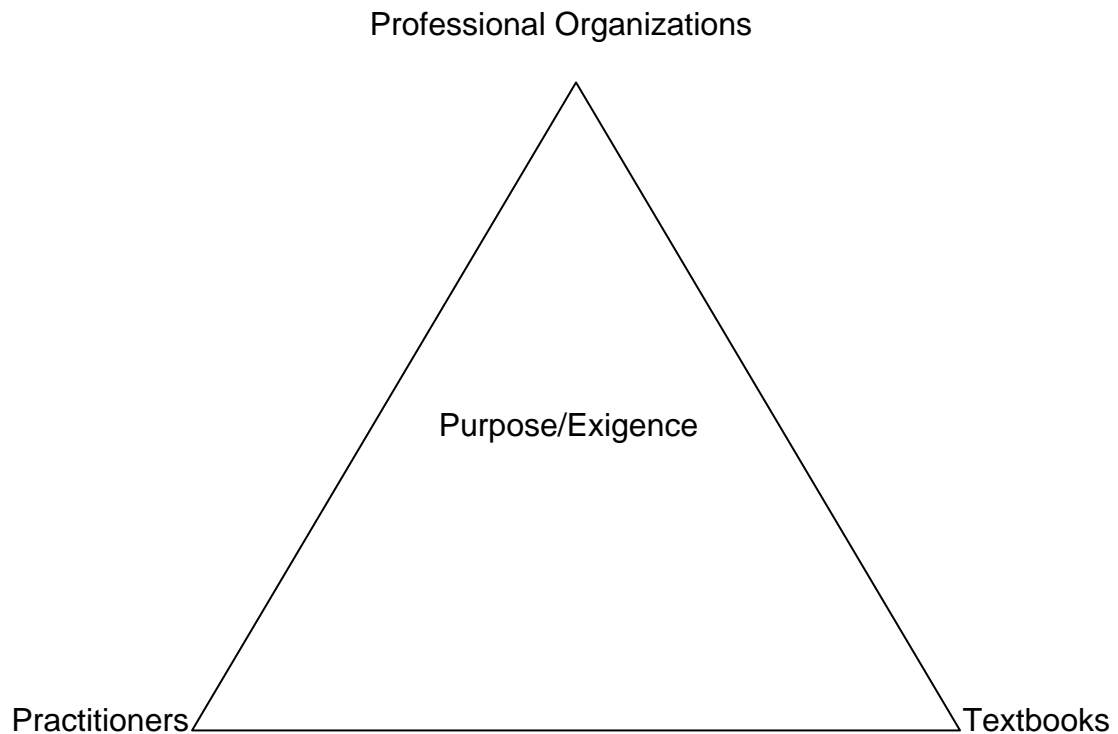 Professional Organizations
Purpose/Exigence
Practitioners
Textbooks